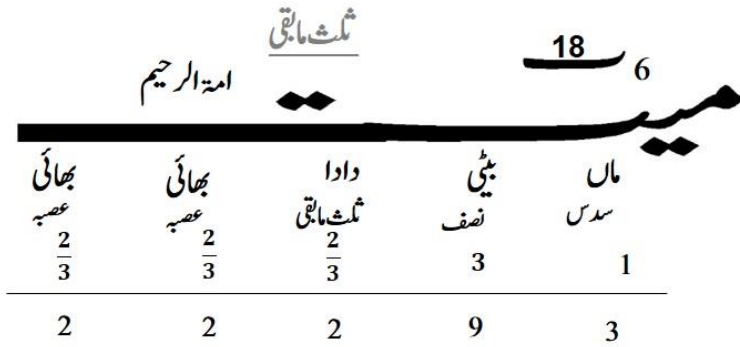 ثلث مابقی
18 6
میـــــت امۃ الرحیم
ماں بیٹی دادا بھائی بھائی
سدس نصف ثلث مابقی عصبہ عصبہ
1 3 2/3 2/3 2/3
3 9 2 2 2